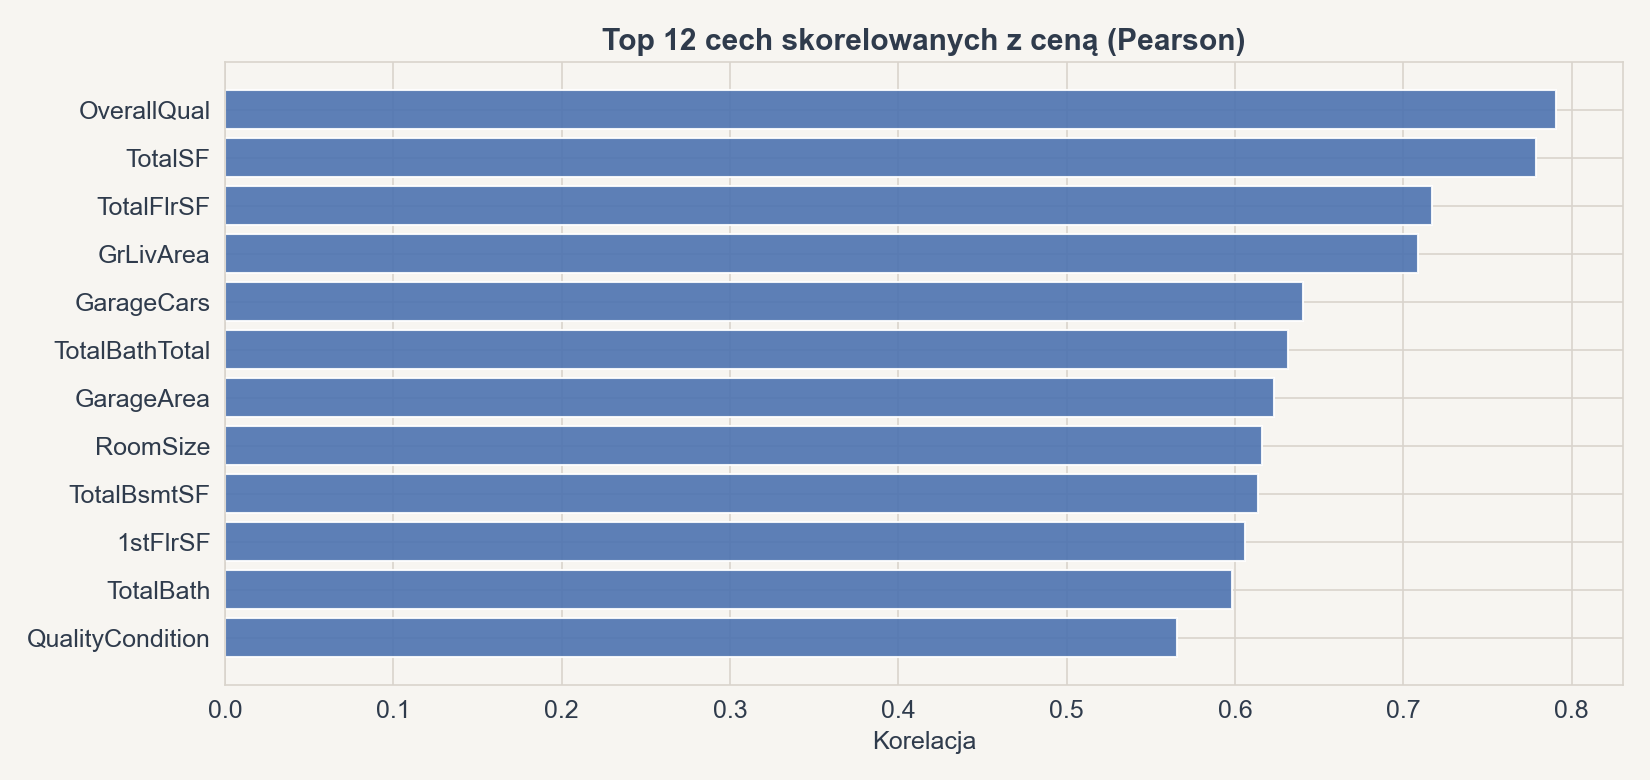 Top 12 cech skorelowanych z ceną (Pearson)
OverallQual
TotalSF
TotalFlrSF
GrLivArea
GarageCars
TotalBathTotal
GarageArea
RoomSize
TotalBsmtSF
1stFlrSF
TotalBath
QualityCondition
0.0 0.1 0.2 0.3 0.4 0.5 0.6 0.7 0.8
Korelacja